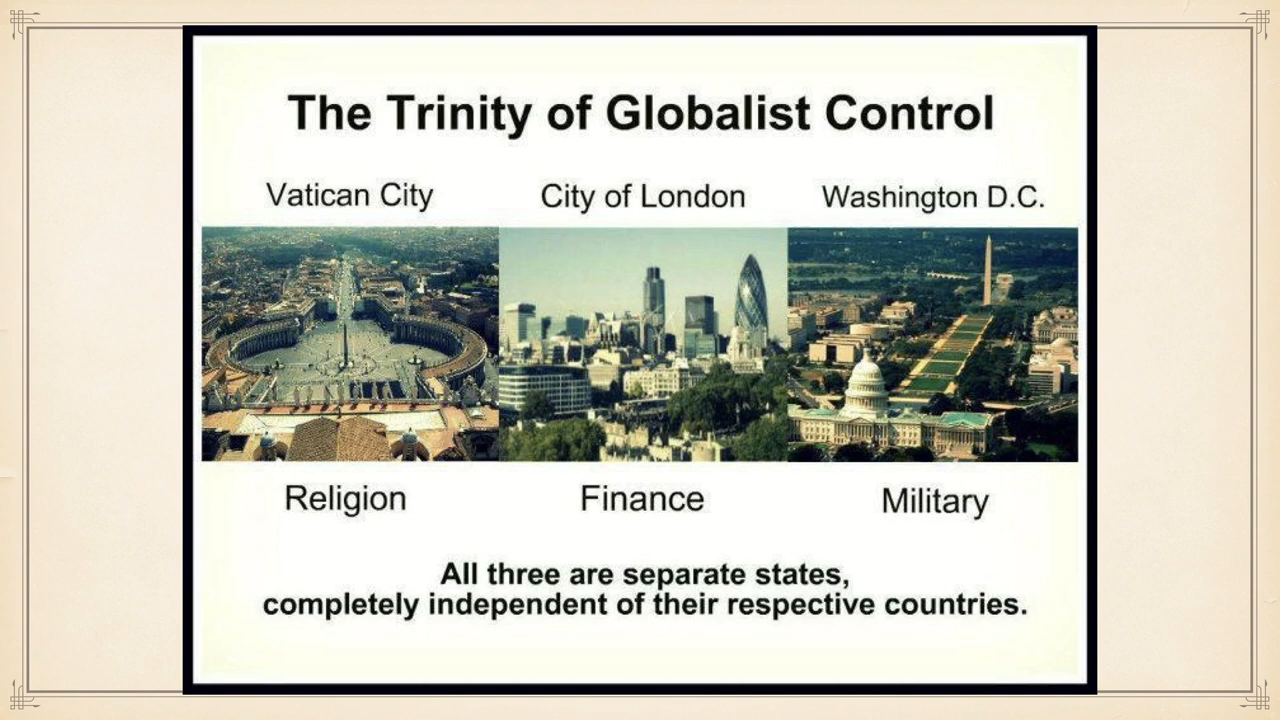 The Trinity of Globalist Control
Vatican City City of London Washington D.C.
Religion Finance Military
All three are separate states,
completely independent of their respective countries.